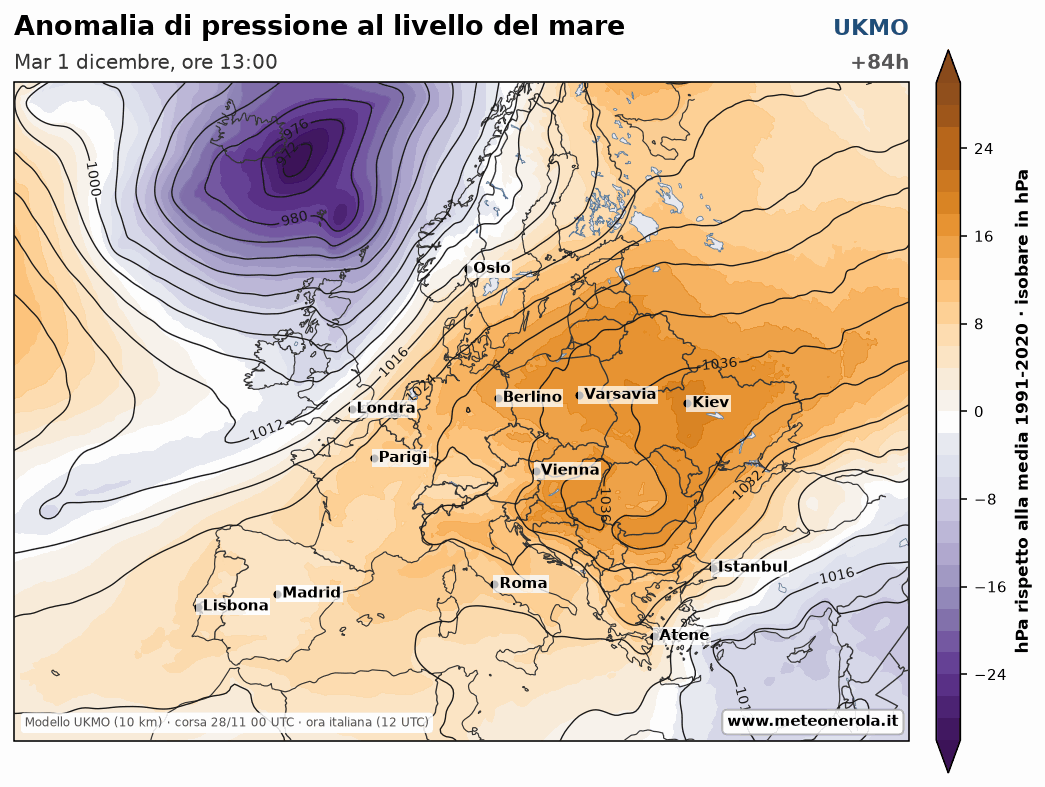 Anomalia di pressione al livello del mare
UKMO
Mar 1 dicembre, ore 13:00
+84h
976
972
1000
980
24
16
8
0
−8
−16
−24
hPa rispetto alla media 1991-2020 · isobare in hPa
Oslo
1016
1024
1036
Berlino
Varsavia
Kiev
Londra
1012
Parigi
Vienna
1032
1036
Istanbul
1016
Roma
Madrid
Lisbona
Atene
Modello UKMO (10 km) · corsa 28/11 00 UTC · ora italiana (12 UTC)
www.meteonerola.it